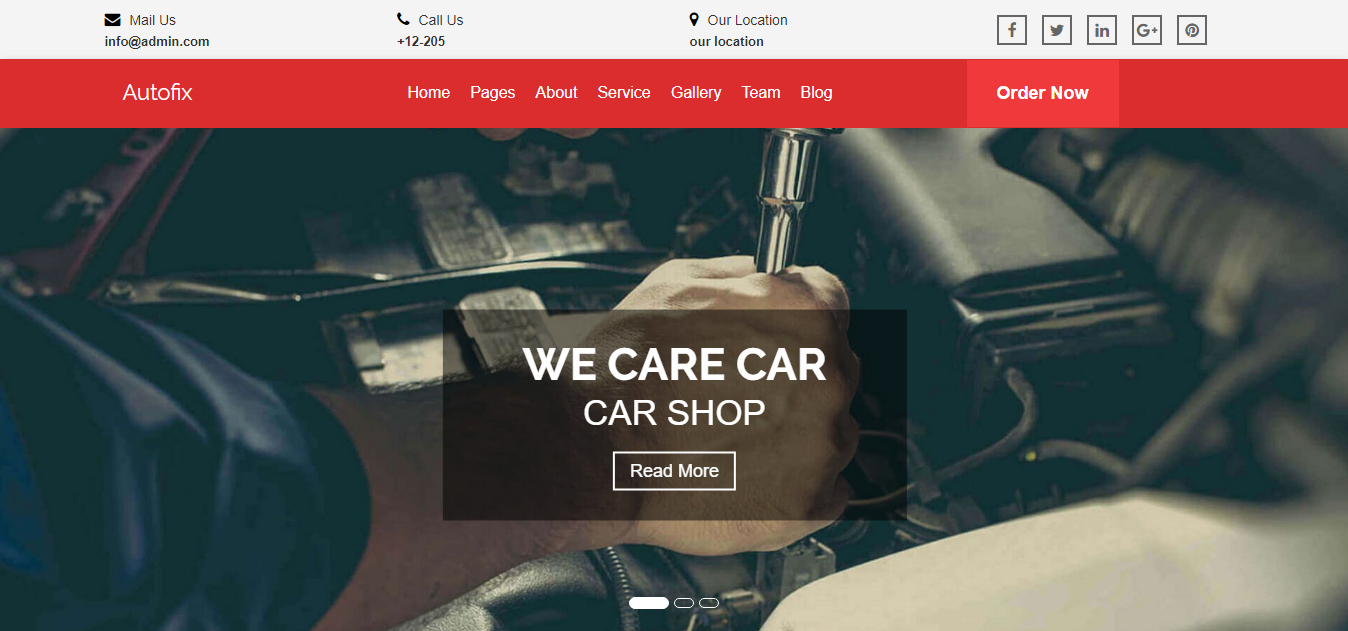 Mail Us
info@admin.com
Call Us
+12-205
Our Location
our location
Autofix
Home Pages About Service Gallery Team Blog
Order Now
WE CARE CAR
CAR SHOP
Read More